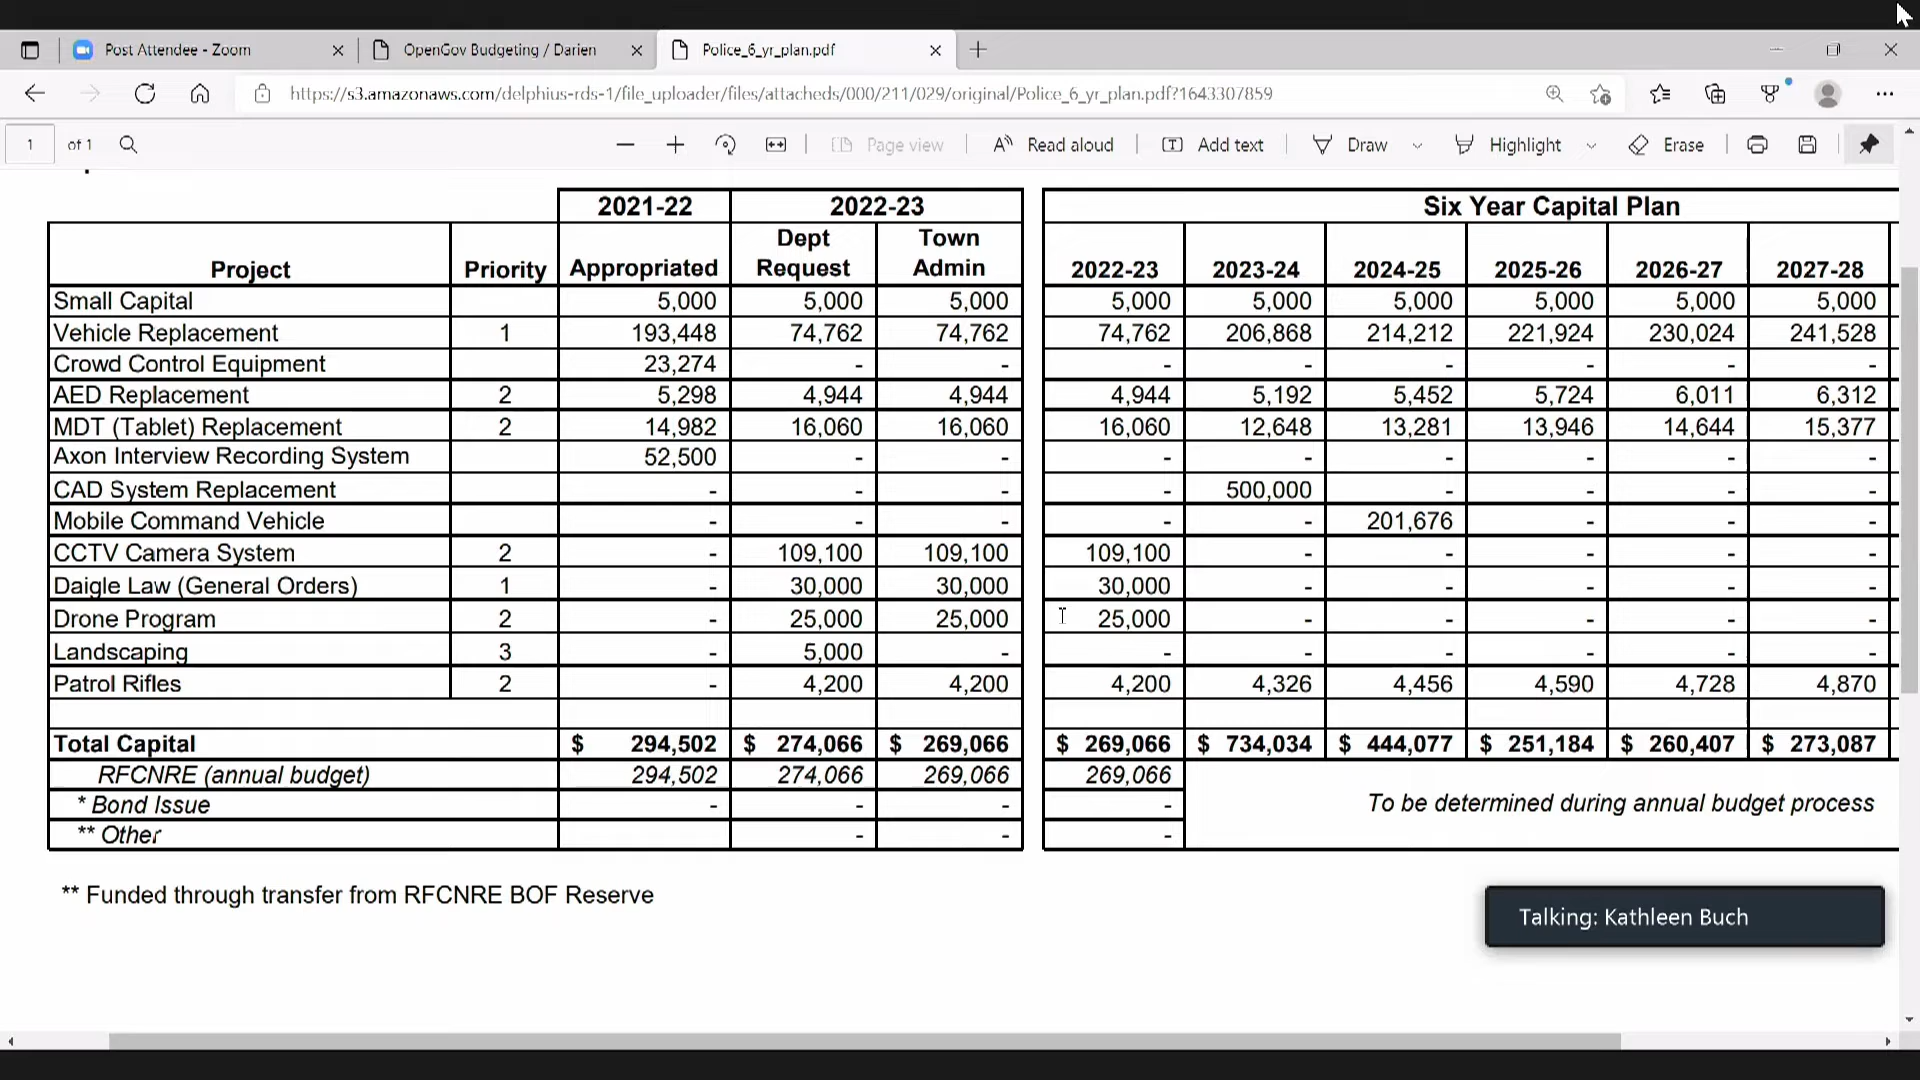 Post Attendee - Zoom
OpenGov Budgeting / Darien
Police_6_yr_plan.pdf
https://s3.amazonaws.com/delphius-rds-1/file_uploader/files/attacheds/000/211/029/original/Police_6_yr_plan.pdf?1643307859
1 of 1 Page view Read aloud Add text Draw Highlight Erase
2021-22 2022-23 Six Year Capital Plan
Project Priority Appropriated Dept Request Town Admin 2022-23 2023-24 2024-25 2025-26 2026-27 2027-28
Small Capital 5,000 5,000 5,000 5,000 5,000 5,000 5,000 5,000 5,000
Vehicle Replacement 1 193,448 74,762 74,762 74,762 206,868 214,212 221,924 230,024 241,528
Crowd Control Equipment 23,274 - - - - - - - -
AED Replacement 2 5,298 4,944 4,944 4,944 5,192 5,452 5,724 6,011 6,312
MDT (Tablet) Replacement 2 14,982 16,060 16,060 16,060 12,648 13,281 13,946 14,644 15,377
Axon Interview Recording System 52,500 - - - - - - - -
CAD System Replacement - - - - 500,000 - - - -
Mobile Command Vehicle - - - - - 201,676 - - -
CCTV Camera System 2 - 109,100 109,100 109,100 - - - - -
Daigle Law (General Orders) 1 - 30,000 30,000 30,000 - - - - -
Drone Program 2 - 25,000 25,000 25,000 - - - - -
Landscaping 3 - 5,000 - - - - - - -
Patrol Rifles 2 - 4,200 4,200 4,200 4,326 4,456 4,590 4,728 4,870
Total Capital $ 294,502 $ 274,066 $ 269,066 $ 269,066 $ 734,034 $ 444,077 $ 251,184 $ 260,407 $ 273,087
RFCNRE (annual budget) 294,502 274,066 269,066 269,066
* Bond Issue - - - -
To be determined during annual budget process
** Other - - -
** Funded through transfer from RFCNRE BOF Reserve
Talking: Kathleen Buch